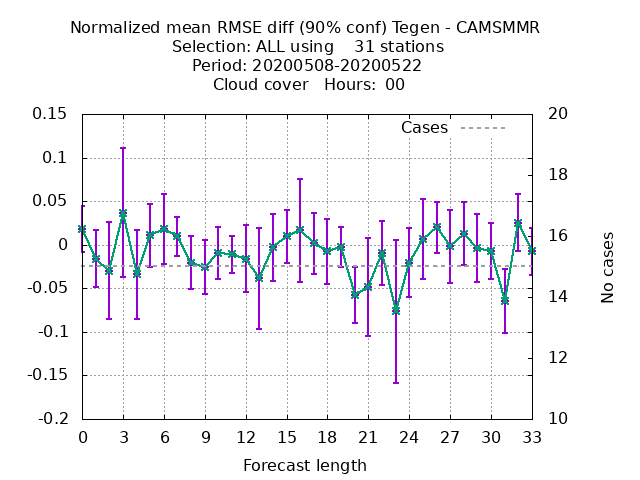 Normalized mean RMSE diff (90% conf) Tegen - CAMSMMR
Selection: ALL using    31 stations
Period: 20200508-20200522
Cloud cover   Hours:  00
0.15
0.1
0.05
0
-0.05
-0.1
-0.15
-0.2
Cases
20
18
16
14
12
10
No cases
0 3 6 9 12 15 18 21 24 27 30 33
Forecast length